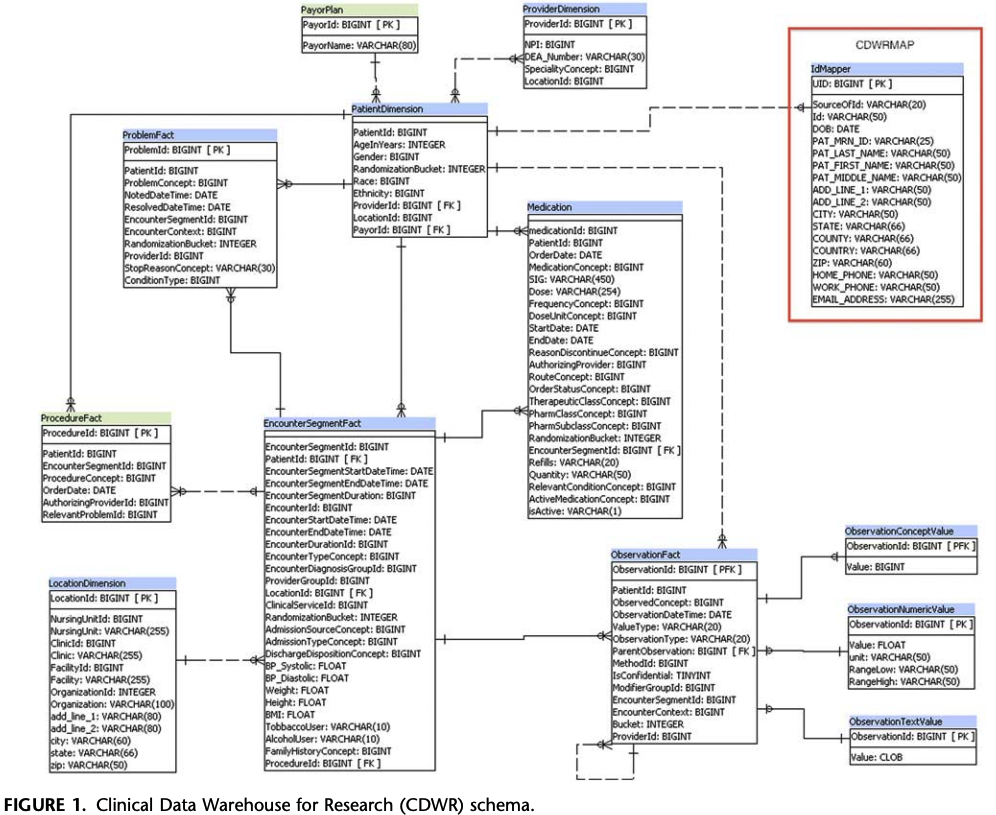 PayorPlan
PayorId: BIGINT [ PK ]
PayorName: VARCHAR(80)
ProviderDimension
ProviderId: BIGINT [ PK ]
NPI: BIGINT
DEA_Number: VARCHAR(30)
SpecialityConcept: BIGINT
LocationId: BIGINT
CDWRMAP
IdMapper
UID: BIGINT [ PK ]
SourceOfId: VARCHAR(20)
Id: VARCHAR(50)
DOB: DATE
PAT_MRN_ID: VARCHAR(25)
PAT_LAST_NAME: VARCHAR(50)
PAT_FIRST_NAME: VARCHAR(50)
PAT_MIDDLE_NAME: VARCHAR(50)
ADD_LINE_1: VARCHAR(50)
ADD_LINE_2: VARCHAR(50)
CITY: VARCHAR(50)
STATE: VARCHAR(66)
COUNTY: VARCHAR(66)
COUNTRY: VARCHAR(66)
ZIP: VARCHAR(60)
HOME_PHONE: VARCHAR(50)
WORK_PHONE: VARCHAR(50)
EMAIL_ADDRESS: VARCHAR(255)
PatientDimension
PatientId: BIGINT
AgeInYears: INTEGER
Gender: BIGINT
RandomizationBucket: INTEGER
Race: BIGINT
Ethnicity: BIGINT
ProviderId: BIGINT [ FK ]
LocationId: BIGINT
PayorId: BIGINT [ FK ]
ProblemFact
ProblemId: BIGINT [ PK ]
PatientId: BIGINT
ProblemConcept: BIGINT
NotedDateTime: DATE
ResolvedDateTime: DATE
EncounterSegmentId: BIGINT
EncounterContext: BIGINT
RandomizationBucket: INTEGER
ProviderId: BIGINT
StopReasonConcept: VARCHAR(30)
ConditionType: BIGINT
Medication
medicationId: BIGINT
PatientId: BIGINT
OrderDate: DATE
MedicationConcept: BIGINT
SIG: VARCHAR(450)
Dose: VARCHAR(254)
FrequencyConcept: BIGINT
DoseUnitConcept: BIGINT
StartDate: DATE
EndDate: DATE
ReasonDiscontinueConcept: BIGINT
AuthorizingProvider: BIGINT
RouteConcept: BIGINT
OrderStatusConcept: BIGINT
TherapeuticClassConcept: BIGINT
PharmClassConcept: BIGINT
PharmSubclassConcept: BIGINT
RandomizationBucket: INTEGER
EncounterSegmentId: BIGINT [ FK ]
Refills: VARCHAR(20)
Quantity: VARCHAR(50)
RelevantConditionConcept: BIGINT
ActiveMedicationConcept: BIGINT
isActive: VARCHAR(1)
ProcedureFact
ProcedureId: BIGINT [ PK ]
PatientId: BIGINT
EncounterSegmentId: BIGINT
ProcedureConcept: BIGINT
OrderDate: DATE
AuthorizingProviderId: BIGINT
RelevantProblemId: BIGINT
EncounterSegmentFact
EncounterSegmentId: BIGINT
PatientId: BIGINT [ FK ]
EncounterSegmentStartDateTime: DATE
EncounterSegmentEndDateTime: DATE
EncounterSegmentDuration: BIGINT
EncounterId: BIGINT
EncounterStartDateTime: DATE
EncounterEndDateTime: DATE
EncounterDurationId: BIGINT
EncounterTypeConcept: BIGINT
EncounterDiagnosisGroupId: BIGINT
ProviderGroupId: BIGINT
LocationId: BIGINT [ FK ]
ClinicalServiceId: BIGINT
RandomizationBucket: INTEGER
AdmissionSourceConcept: BIGINT
AdmissionTypeConcept: BIGINT
DischargeDispositionConcept: BIGINT
BP_Systolic: FLOAT
BP_Diastolic: FLOAT
Weight: FLOAT
Height: FLOAT
BMI: FLOAT
TobbaccoUser: VARCHAR(10)
AlcoholUser: VARCHAR(10)
FamilyHistoryConcept: BIGINT
ProcedureId: BIGINT [ FK ]
LocationDimension
LocationId: BIGINT [ PK ]
NursingUnitId: BIGINT
NursingUnit: VARCHAR(255)
ClinicId: BIGINT
Clinic: VARCHAR(255)
FacilityId: BIGINT
Facility: VARCHAR(255)
OrganizationId: INTEGER
Organization: VARCHAR(100)
add_line_1: VARCHAR(80)
add_line_2: VARCHAR(80)
city: VARCHAR(60)
state: VARCHAR(66)
zip: VARCHAR(50)
ObservationFact
ObservationId: BIGINT [ PFK ]
PatientId: BIGINT
ObservedConcept: BIGINT
ObservationDateTime: DATE
ValueType: VARCHAR(20)
ObservationType: VARCHAR(20)
ParentObservation: BIGINT [ FK ]
MethodId: BIGINT
IsConfidential: TINYINT
ModifierGroupId: BIGINT
EncounterSegmentId: BIGINT
EncounterContext: BIGINT
Bucket: INTEGER
ProviderId: BIGINT
ObservationConceptValue
ObservationId: BIGINT [ PFK ]
Value: BIGINT
ObservationNumericValue
ObservationId: BIGINT [ PK ]
Value: FLOAT
unit: VARCHAR(50)
RangeLow: VARCHAR(50)
RangeHigh: VARCHAR(50)
ObservationTextValue
ObservationId: BIGINT [ PK ]
Value: CLOB
FIGURE 1. Clinical Data Warehouse for Research (CDWR) schema.